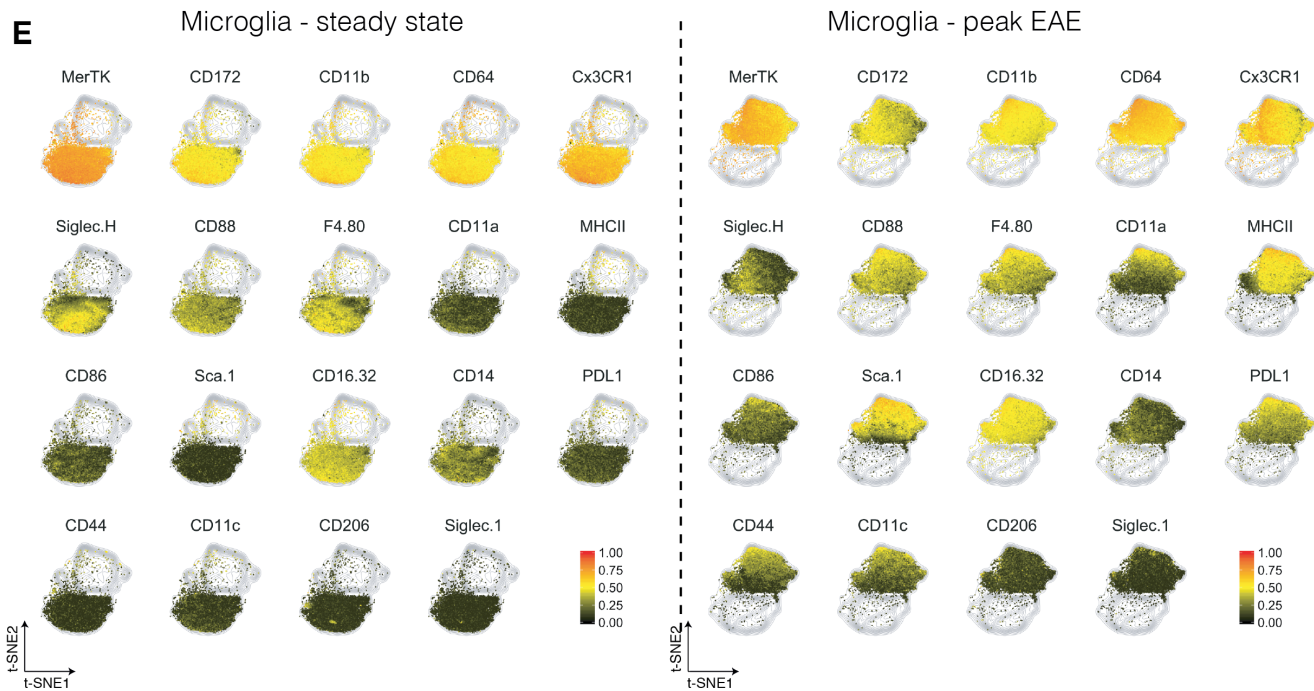 E
Microglia - steady state
Microglia - peak EAE
MerTK CD172 CD11b CD64 Cx3CR1
MerTK CD172 CD11b CD64 Cx3CR1
Siglec.H CD88 F4.80 CD11a MHCII
Siglec.H CD88 F4.80 CD11a MHCII
CD86 Sca.1 CD16.32 CD14 PDL1
CD86 Sca.1 CD16.32 CD14 PDL1
CD44 CD11c CD206 Siglec.1
CD44 CD11c CD206 Siglec.1
1.00
0.75
0.50
0.25
0.00
1.00
0.75
0.50
0.25
0.00
t-SNE2
t-SNE1
t-SNE2
t-SNE1